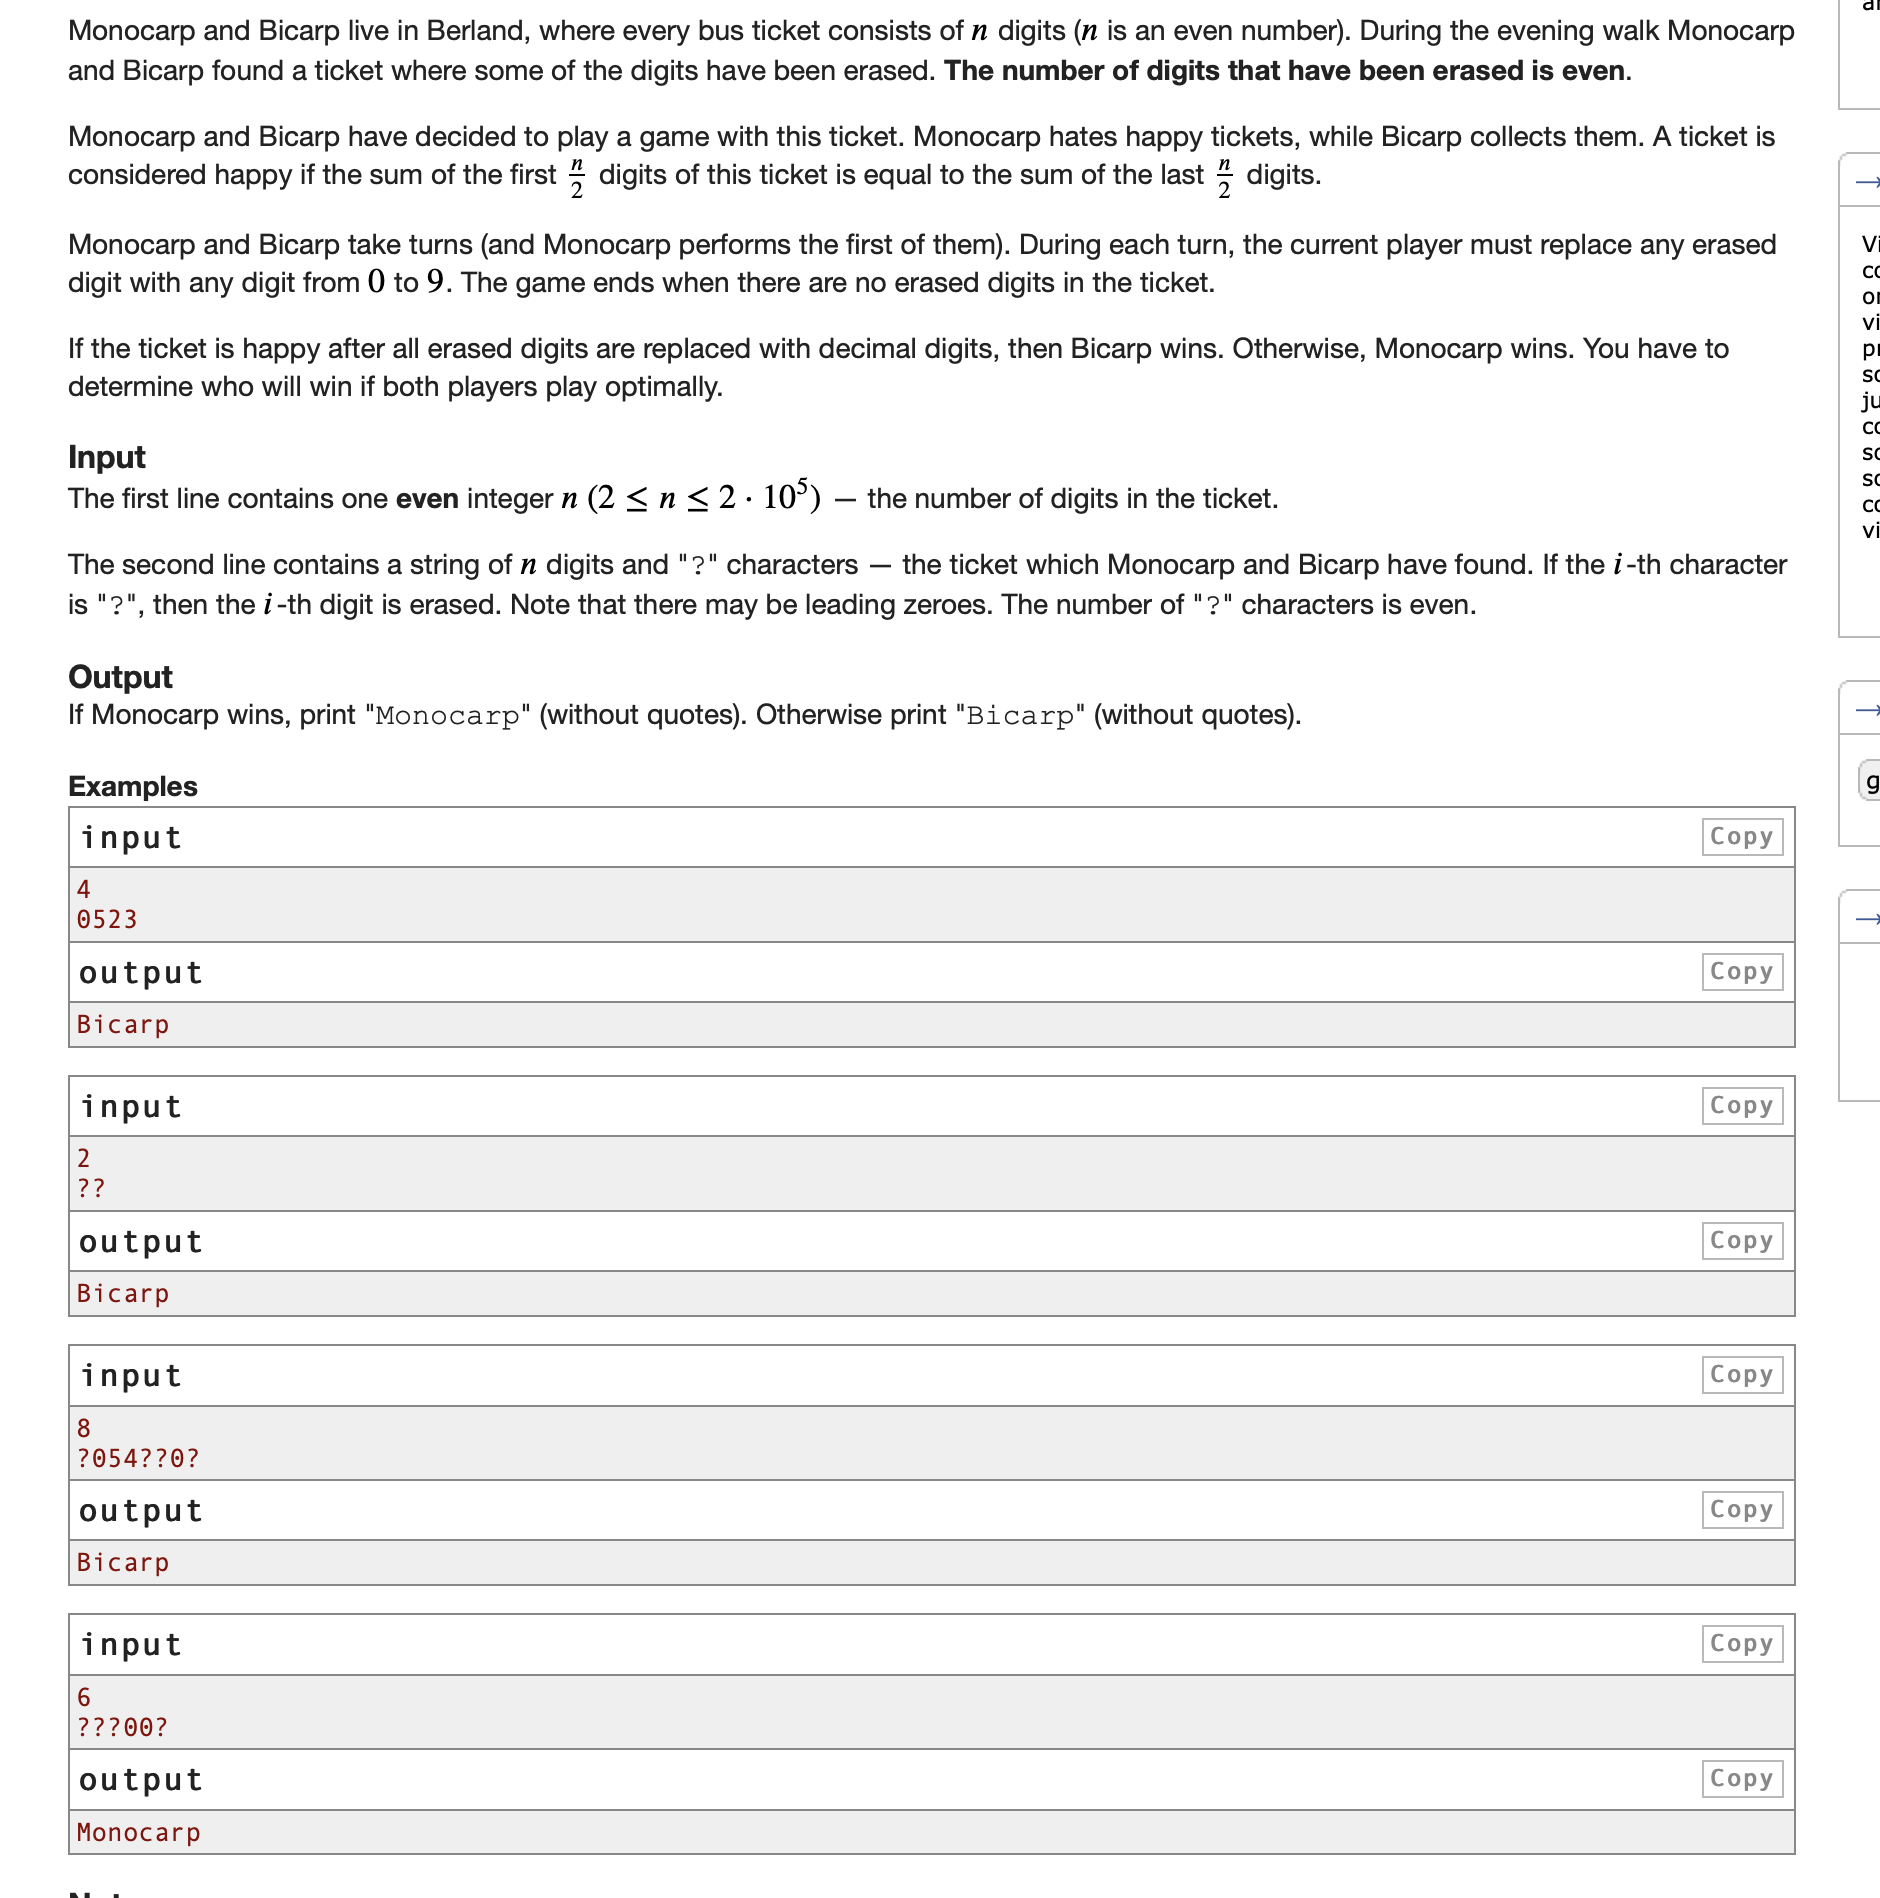 Monocarp and Bicarp live in Berland, where every bus ticket consists of n digits (n is an even number). During the evening walk Monocarp
and Bicarp found a ticket where some of the digits have been erased. The number of digits that have been erased is even.
Monocarp and Bicarp have decided to play a game with this ticket. Monocarp hates happy tickets, while Bicarp collects them. A ticket is
considered happy if the sum of the first n/2 digits of this ticket is equal to the sum of the last n/2 digits.
Monocarp and Bicarp take turns (and Monocarp performs the first of them). During each turn, the current player must replace any erased
digit with any digit from 0 to 9. The game ends when there are no erased digits in the ticket.
If the ticket is happy after all erased digits are replaced with decimal digits, then Bicarp wins. Otherwise, Monocarp wins. You have to
determine who will win if both players play optimally.
Input
The first line contains one even integer n (2 ≤ n ≤ 2 · 10⁵) — the number of digits in the ticket.
The second line contains a string of n digits and "?" characters — the ticket which Monocarp and Bicarp have found. If the i-th character
is "?", then the i-th digit is erased. Note that there may be leading zeroes. The number of "?" characters is even.
Output
If Monocarp wins, print "Monocarp" (without quotes). Otherwise print "Bicarp" (without quotes).
Examples
input
Copy
4
0523
output
Copy
Bicarp
input
Copy
2
??
output
Copy
Bicarp
input
Copy
8
?054??0?
output
Copy
Bicarp
input
Copy
6
???00?
output
Copy
Monocarp